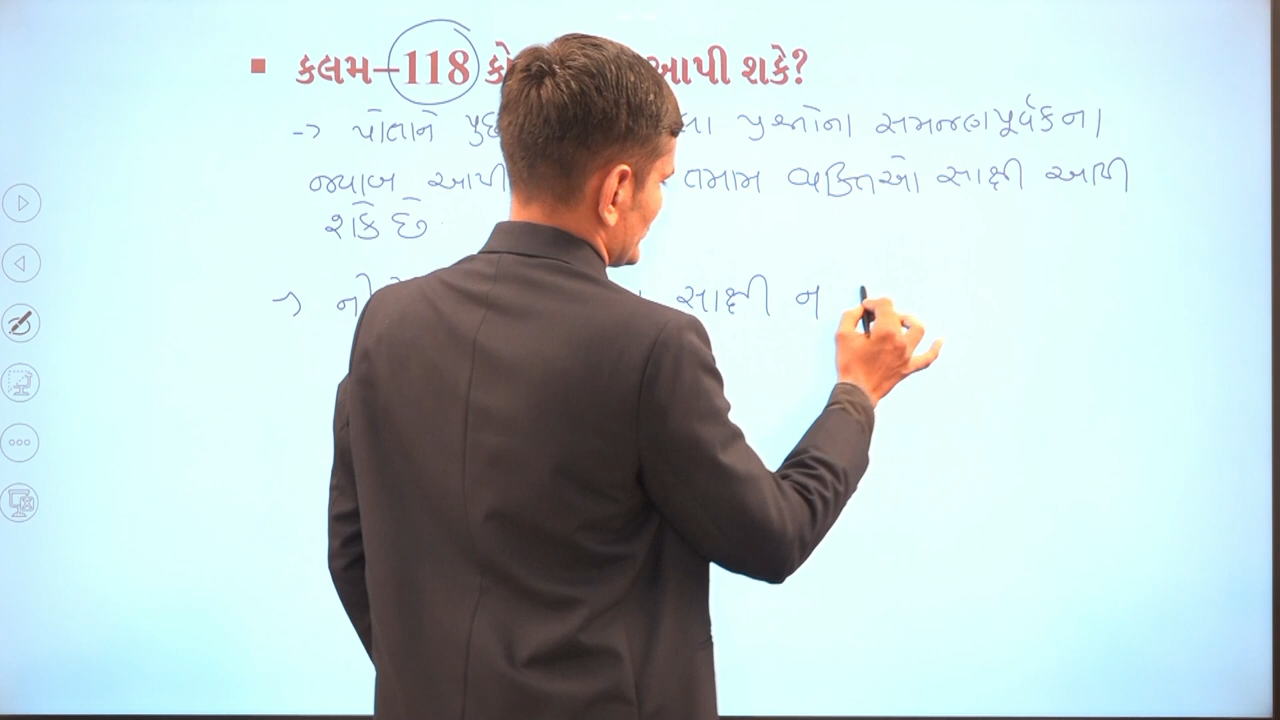 કલમ–118 કો આપી શકે?
-> પોતાને પુછ લા પ્રશ્નોના સમજણપૂર્વકના
જવાબ આપી તમામ વ્યક્તિઓ સાક્ષી આપી
શકે છે
-> સાક્ષી ન